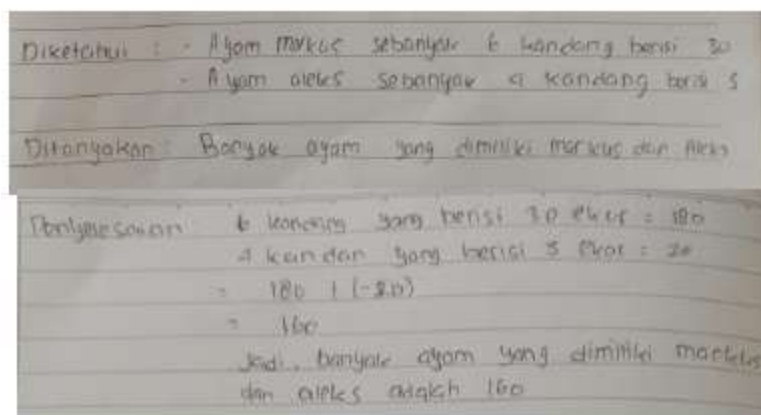 Diketahui : - Ayam markus sebanyak 6 kandang berisi 30
- Ayam aleks sebanyak 4 kandang berisi 5
Ditanyakan : Banyak ayam yang dimiliki markus dan Aleks
Penyelesaian 6 kandang yang berisi 30 ekor = 180
4 kandan yang berisi 5 ekor = 20
= 180 + (-20)
= 160
Jadi, banyak ayam yang dimiliki markus
dan aleks adalah 160